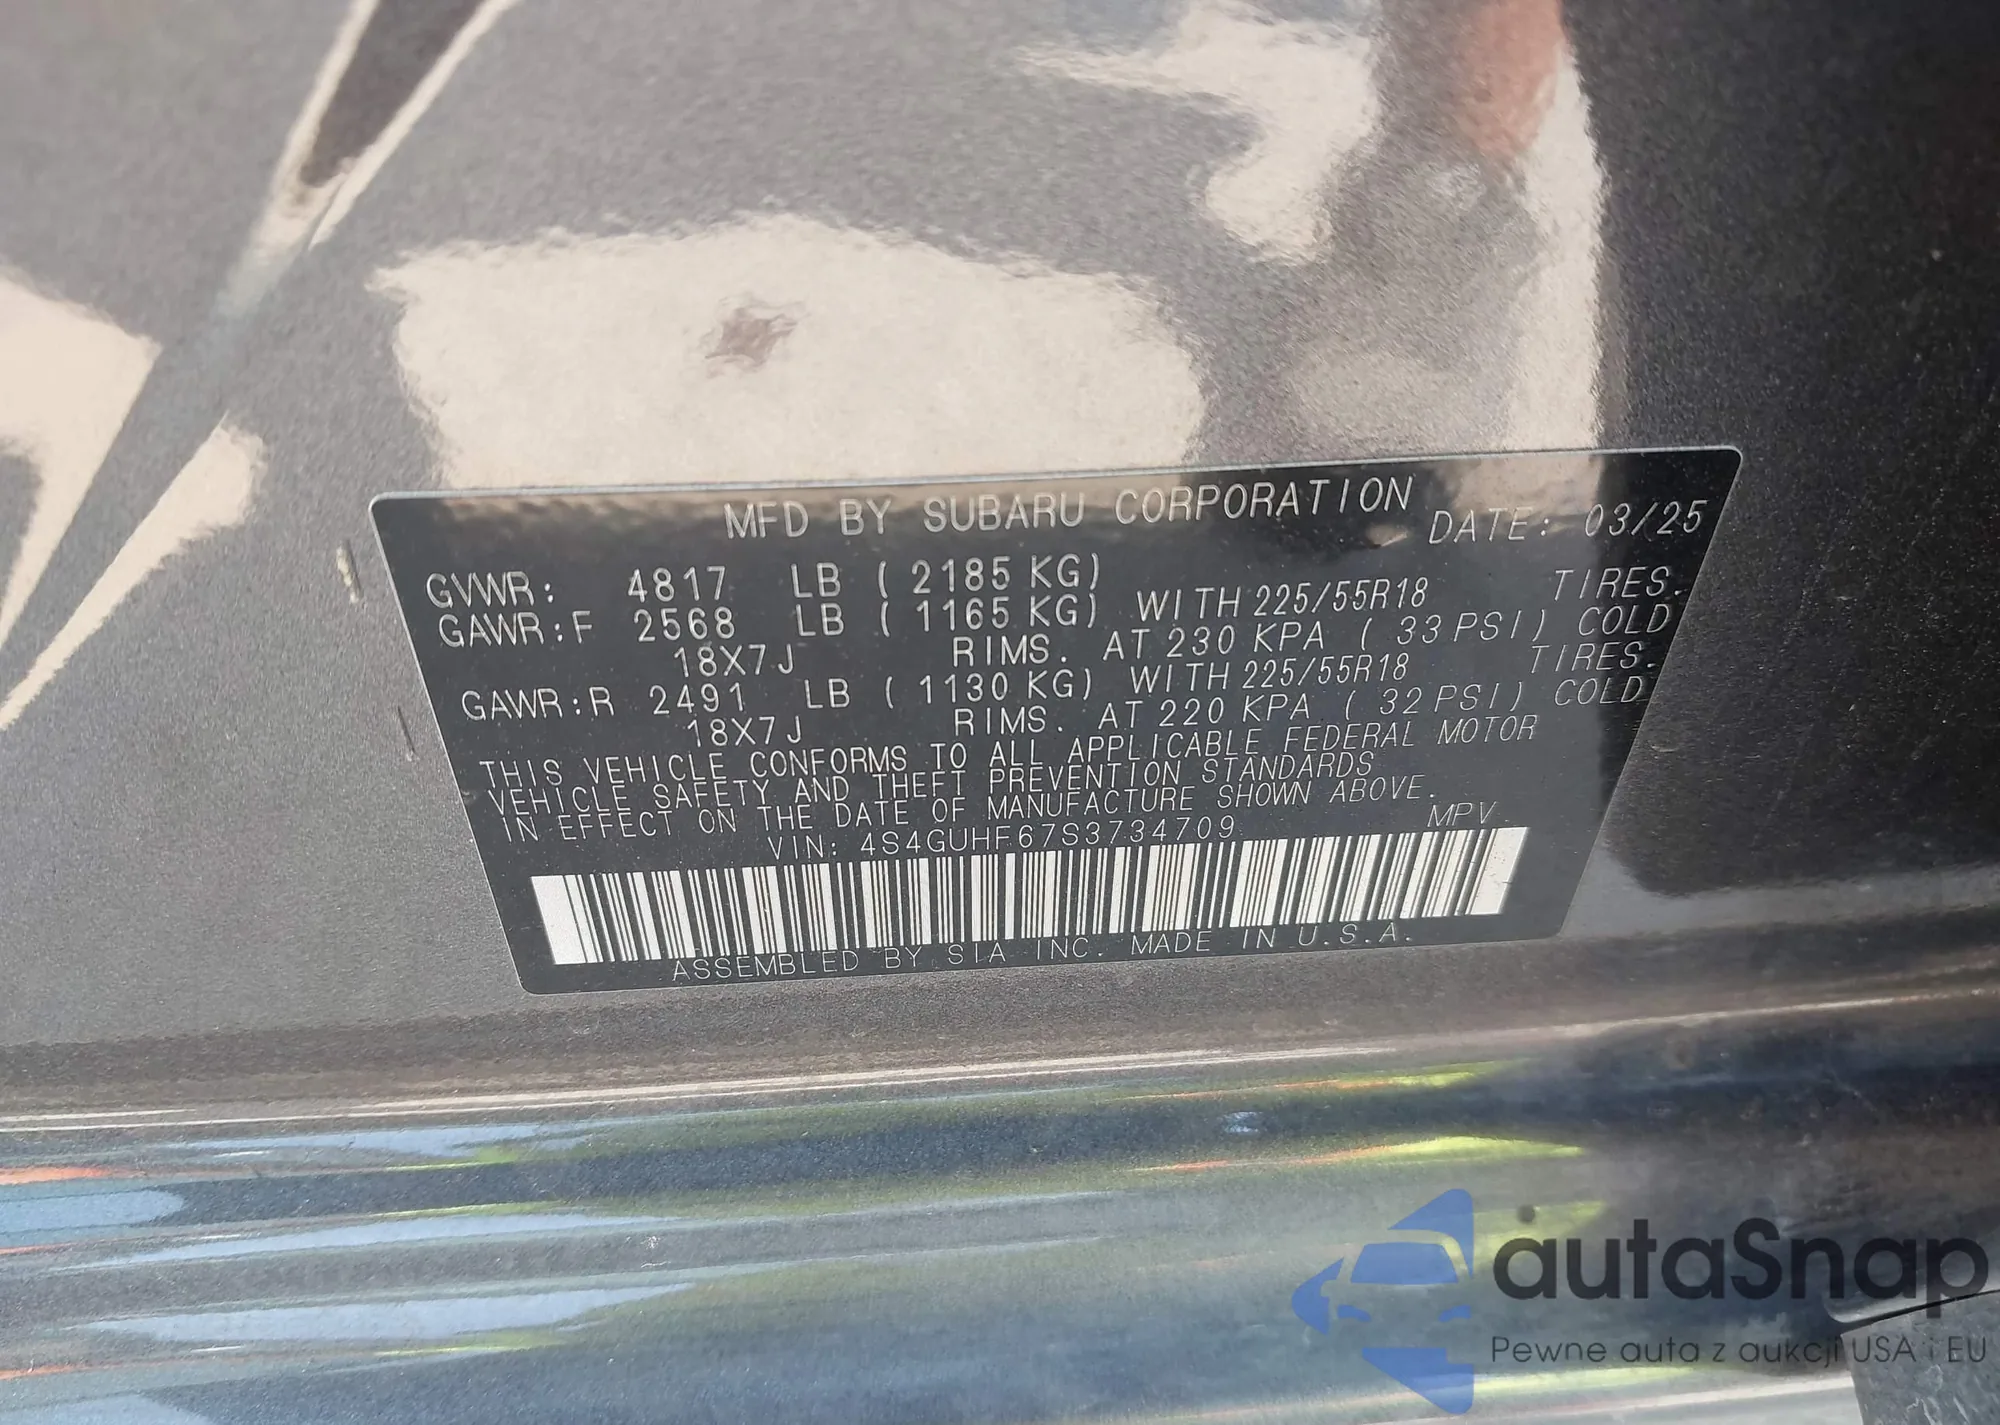 MFD BY SUBARU CORPORATION DATE: 03/25
GVWR: 4817 LB ( 2185 KG)
GAWR:F 2568 LB ( 1165 KG) WITH 225/55R18 TIRES.
18X7J RIMS. AT 230 KPA ( 33 PSI) COLD
GAWR:R 2491 LB ( 1130 KG) WITH 225/55R18 TIRES.
18X7J RIMS. AT 220 KPA ( 32 PSI) COLD
THIS VEHICLE CONFORMS TO ALL APPLICABLE FEDERAL MOTOR
VEHICLE SAFETY AND THEFT PREVENTION STANDARDS
IN EFFECT ON THE DATE OF MANUFACTURE SHOWN ABOVE.
VIN: 4S4GUHF67S3734709 MPV
ASSEMBLED BY SIA INC. MADE IN U.S.A.
autaSnap
Pewne auta z aukcji USA i EU